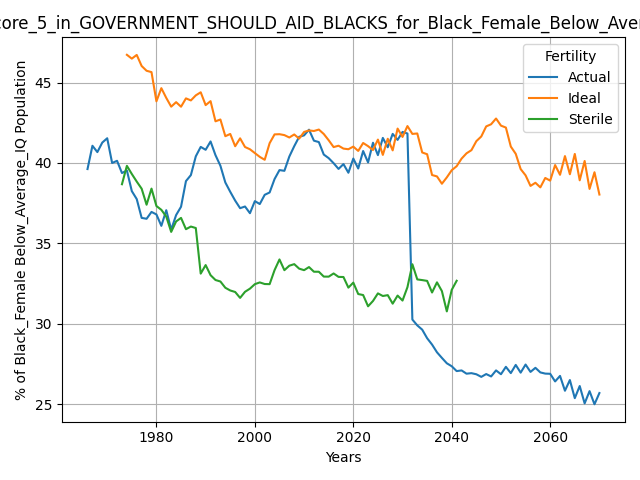 core_5_in_GOVERNMENT_SHOULD_AID_BLACKS_for_Black_Female_Below_Aver
% of Black_Female Below_Average_IQ Population
Fertility
Actual
Ideal
Sterile
45
40
35
30
25
1980
2000
2020
2040
2060
Years